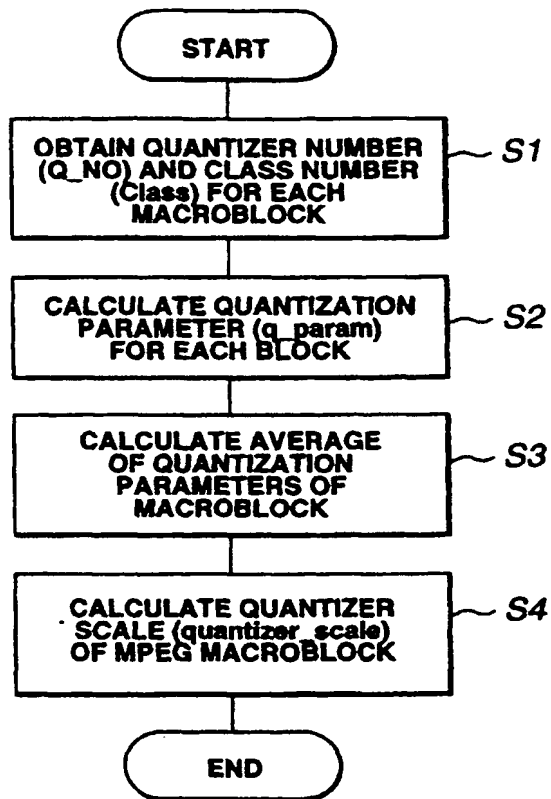 START
OBTAIN QUANTIZER NUMBER
(Q_NO) AND CLASS NUMBER
(Class) FOR EACH
MACROBLOCK
S1
CALCULATE QUANTIZATION
PARAMETER (q_param)
FOR EACH BLOCK
S2
CALCULATE AVERAGE
OF QUANTIZATION
PARAMETERS OF
MACROBLOCK
S3
CALCULATE QUANTIZER
SCALE (quantizer_scale)
OF MPEG MACROBLOCK
S4
END